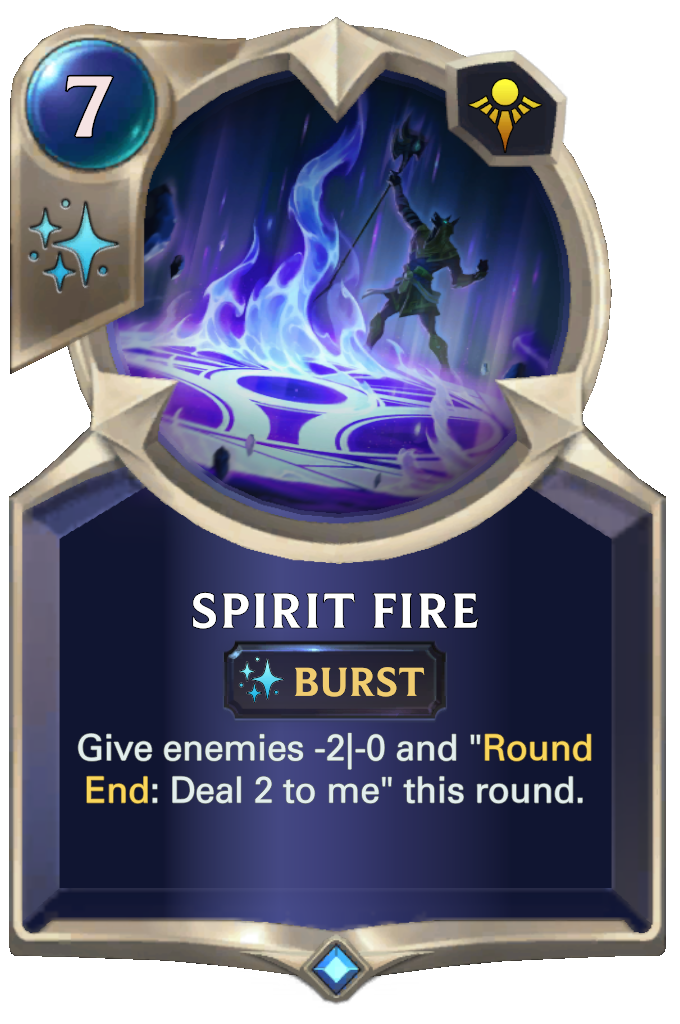 7
SPIRIT FIRE
BURST
Give enemies -2|-0 and "Round
End: Deal 2 to me" this round.